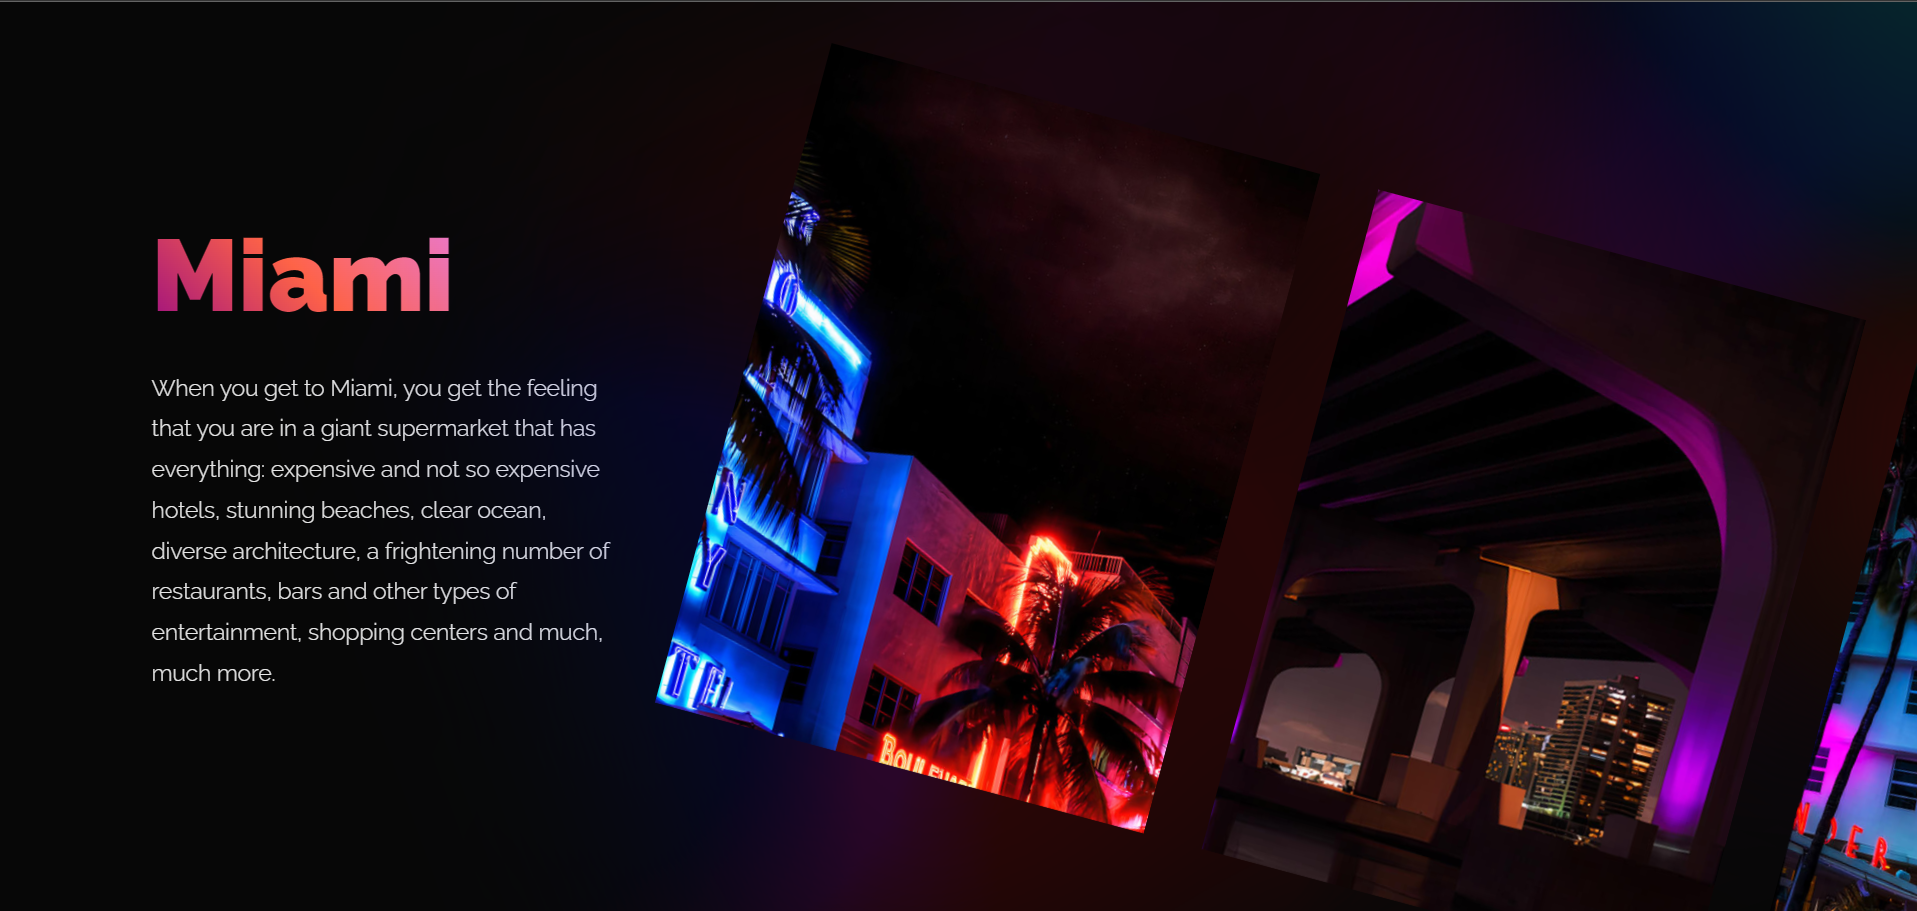 Miami
When you get to Miami, you get the feeling
that you are in a giant supermarket that has
everything: expensive and not so expensive
hotels, stunning beaches, clear ocean,
diverse architecture, a frightening number of
restaurants, bars and other types of
entertainment, shopping centers and much,
much more.